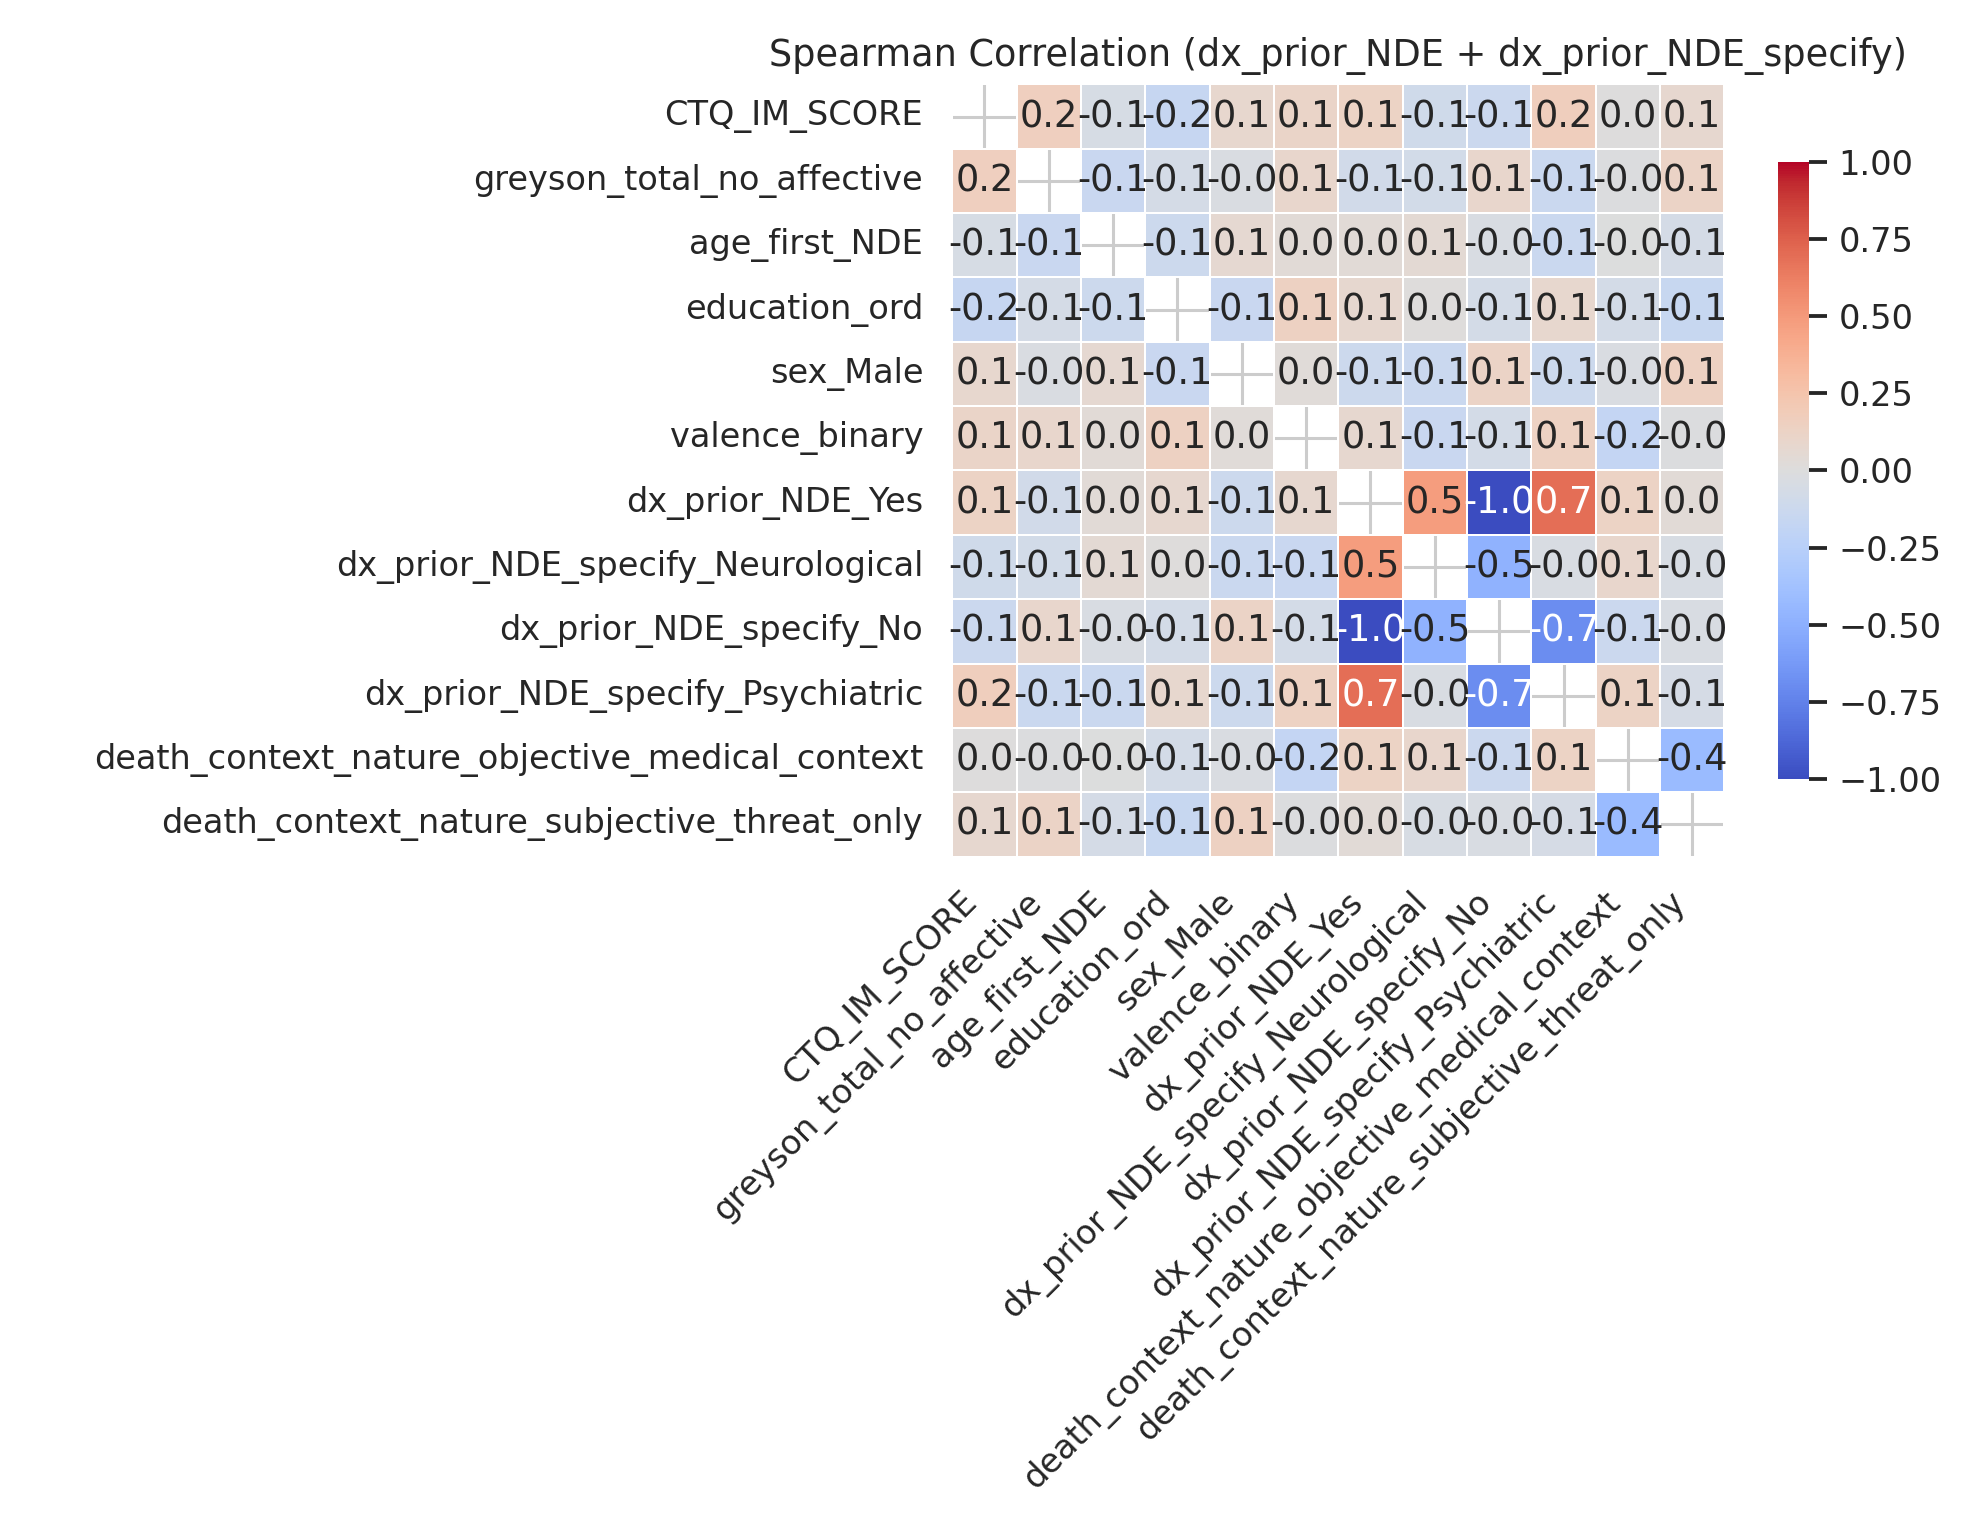 Spearman Correlation (dx_prior_NDE + dx_prior_NDE_specify)
CTQ_IM_SCORE 0.2 -0.1 -0.2 0.1 0.1 0.1 -0.1 -0.1 0.2 0.0 0.1
greyson_total_no_affective 0.2 -0.1 -0.1 -0.0 0.1 -0.1 -0.1 0.1 -0.1 -0.0 0.1
age_first_NDE -0.1 -0.1 -0.1 0.1 0.0 0.0 0.1 -0.0 -0.1 -0.0 -0.1
education_ord -0.2 -0.1 -0.1 -0.1 0.1 0.1 0.0 -0.1 0.1 -0.1 -0.1
sex_Male 0.1 -0.0 0.1 -0.1 0.0 -0.1 -0.1 0.1 -0.1 -0.0 0.1
valence_binary 0.1 0.1 0.0 0.1 0.0 0.1 -0.1 -0.1 0.1 -0.2 -0.0
dx_prior_NDE_Yes 0.1 -0.1 0.0 0.1 -0.1 0.1 0.5 -1.0 0.7 0.1 0.0
dx_prior_NDE_specify_Neurological -0.1 -0.1 0.1 0.0 -0.1 -0.1 0.5 -0.5 -0.0 0.1 -0.0
dx_prior_NDE_specify_No -0.1 0.1 -0.0 -0.1 0.1 -0.1 -1.0 -0.5 -0.7 -0.1 -0.0
dx_prior_NDE_specify_Psychiatric 0.2 -0.1 -0.1 0.1 -0.1 0.1 0.7 -0.0 -0.7 0.1 -0.1
death_context_nature_objective_medical_context 0.0 -0.0 -0.0 -0.1 -0.0 -0.2 0.1 0.1 -0.1 0.1 -0.4
death_context_nature_subjective_threat_only 0.1 0.1 -0.1 -0.1 0.1 -0.0 0.0 -0.0 -0.0 -0.1 -0.4
CTQ_IM_SCORE
greyson_total_no_affective
age_first_NDE
education_ord
sex_Male
valence_binary
dx_prior_NDE_Yes
dx_prior_NDE_specify_Neurological
dx_prior_NDE_specify_No
dx_prior_NDE_specify_Psychiatric
death_context_nature_objective_medical_context
death_context_nature_subjective_threat_only
1.00
0.75
0.50
0.25
0.00
−0.25
−0.50
−0.75
−1.00